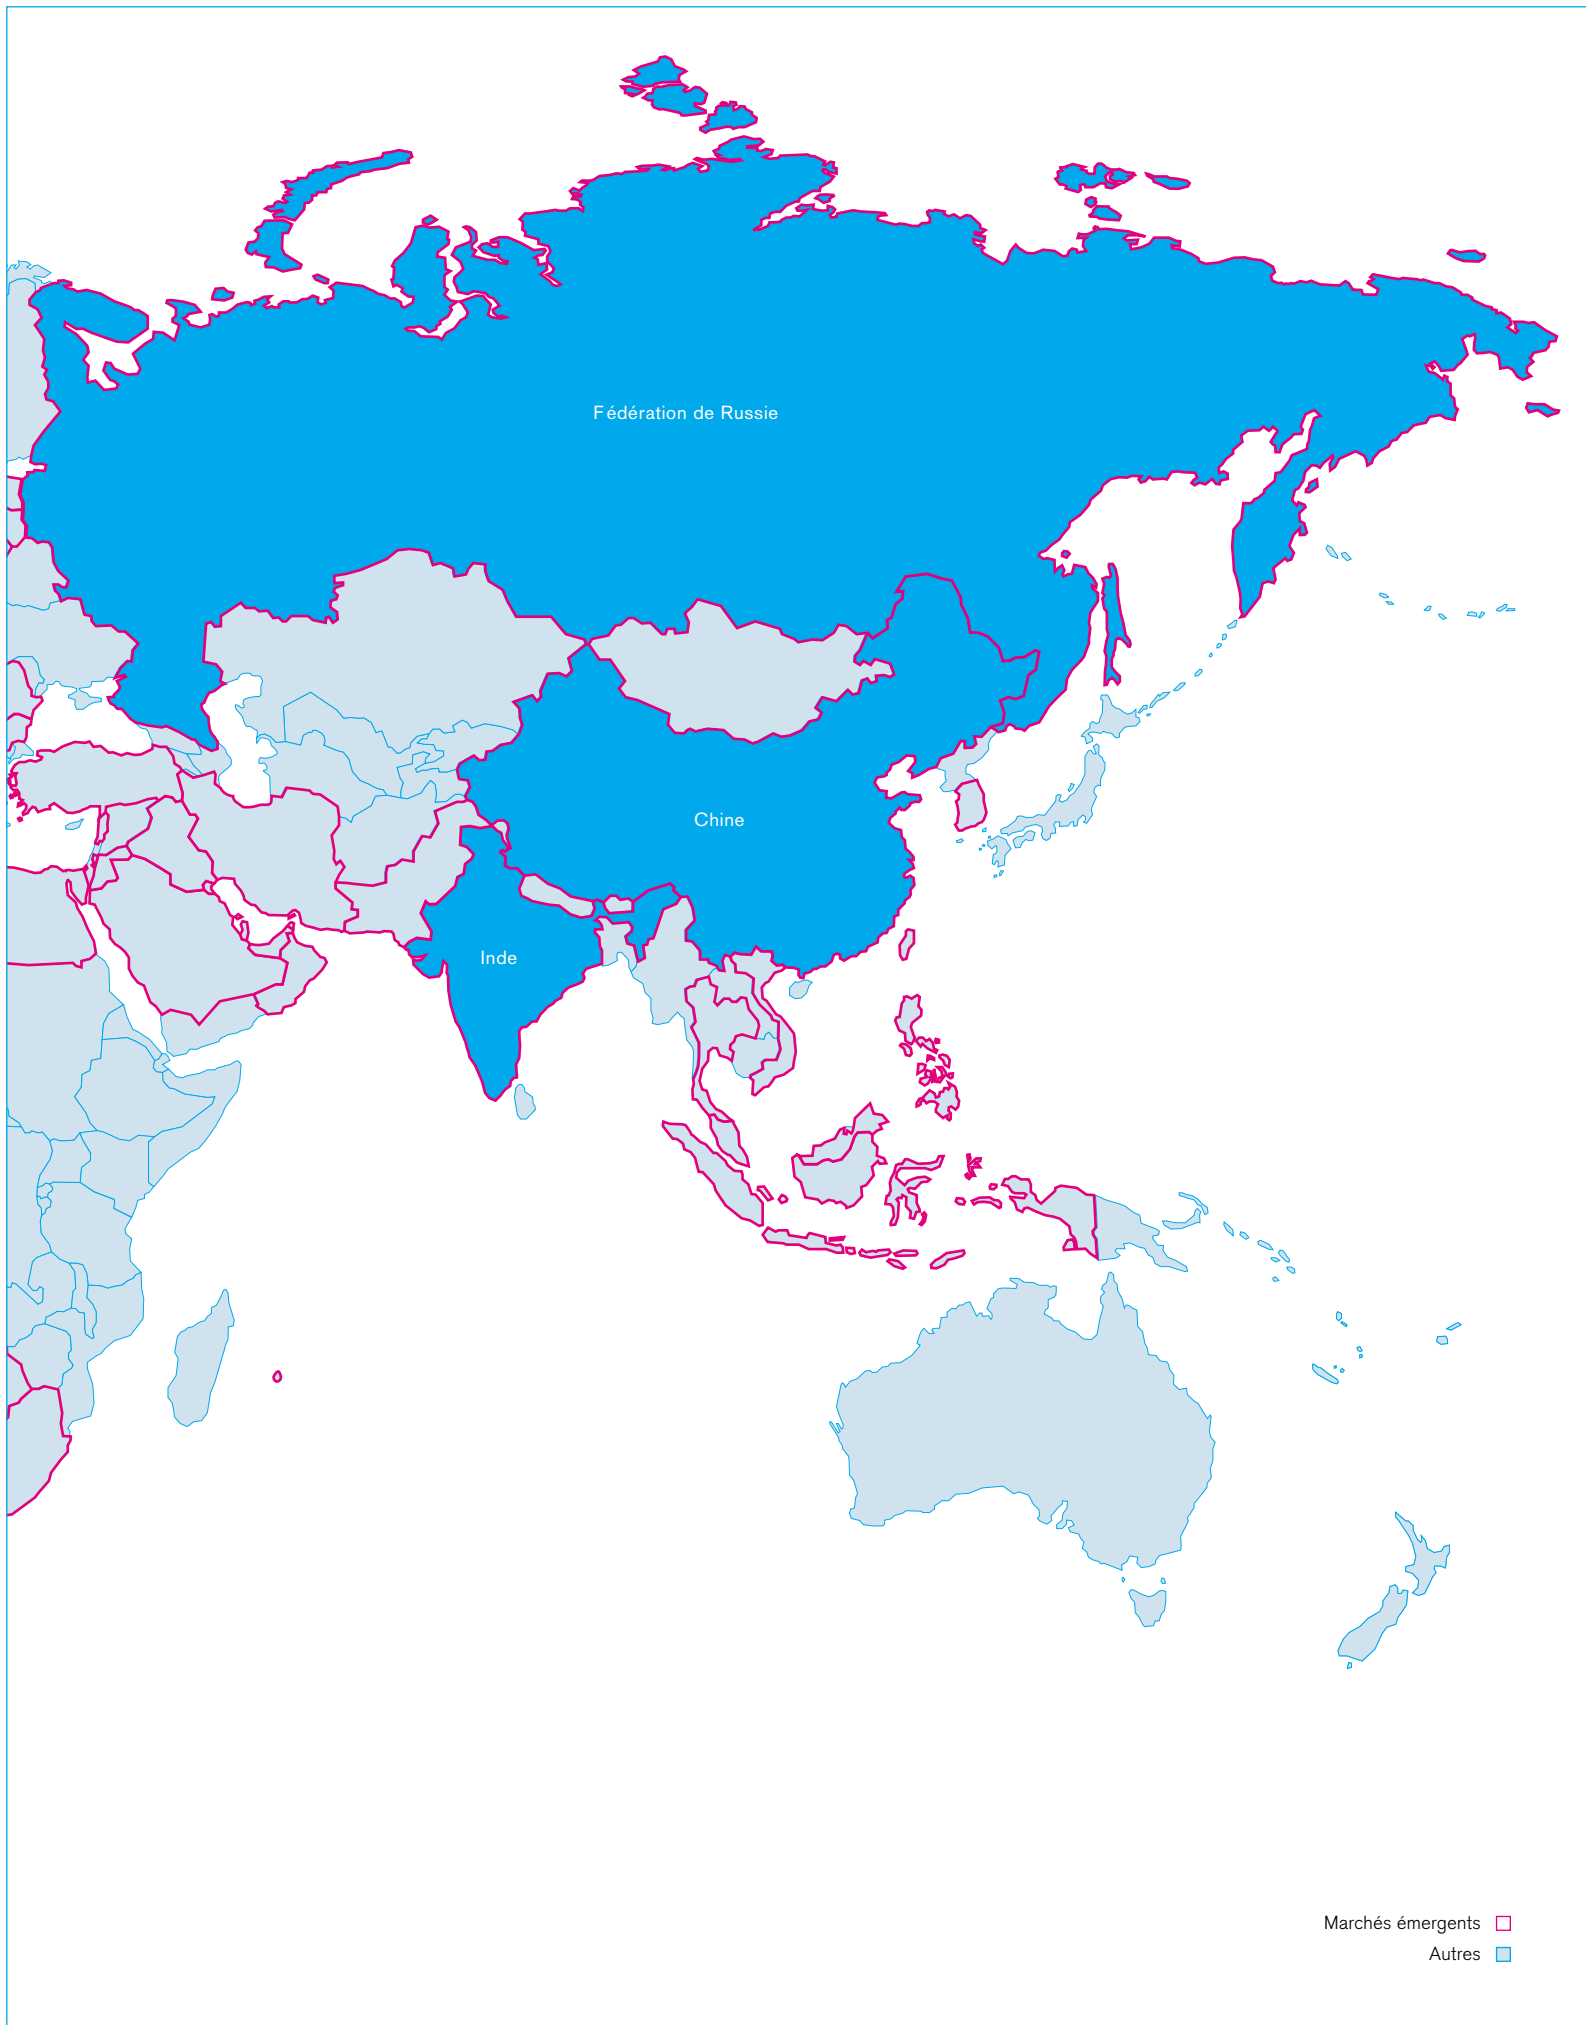 Fédération de Russie
Chine
Inde
Marchés émergents
Autres